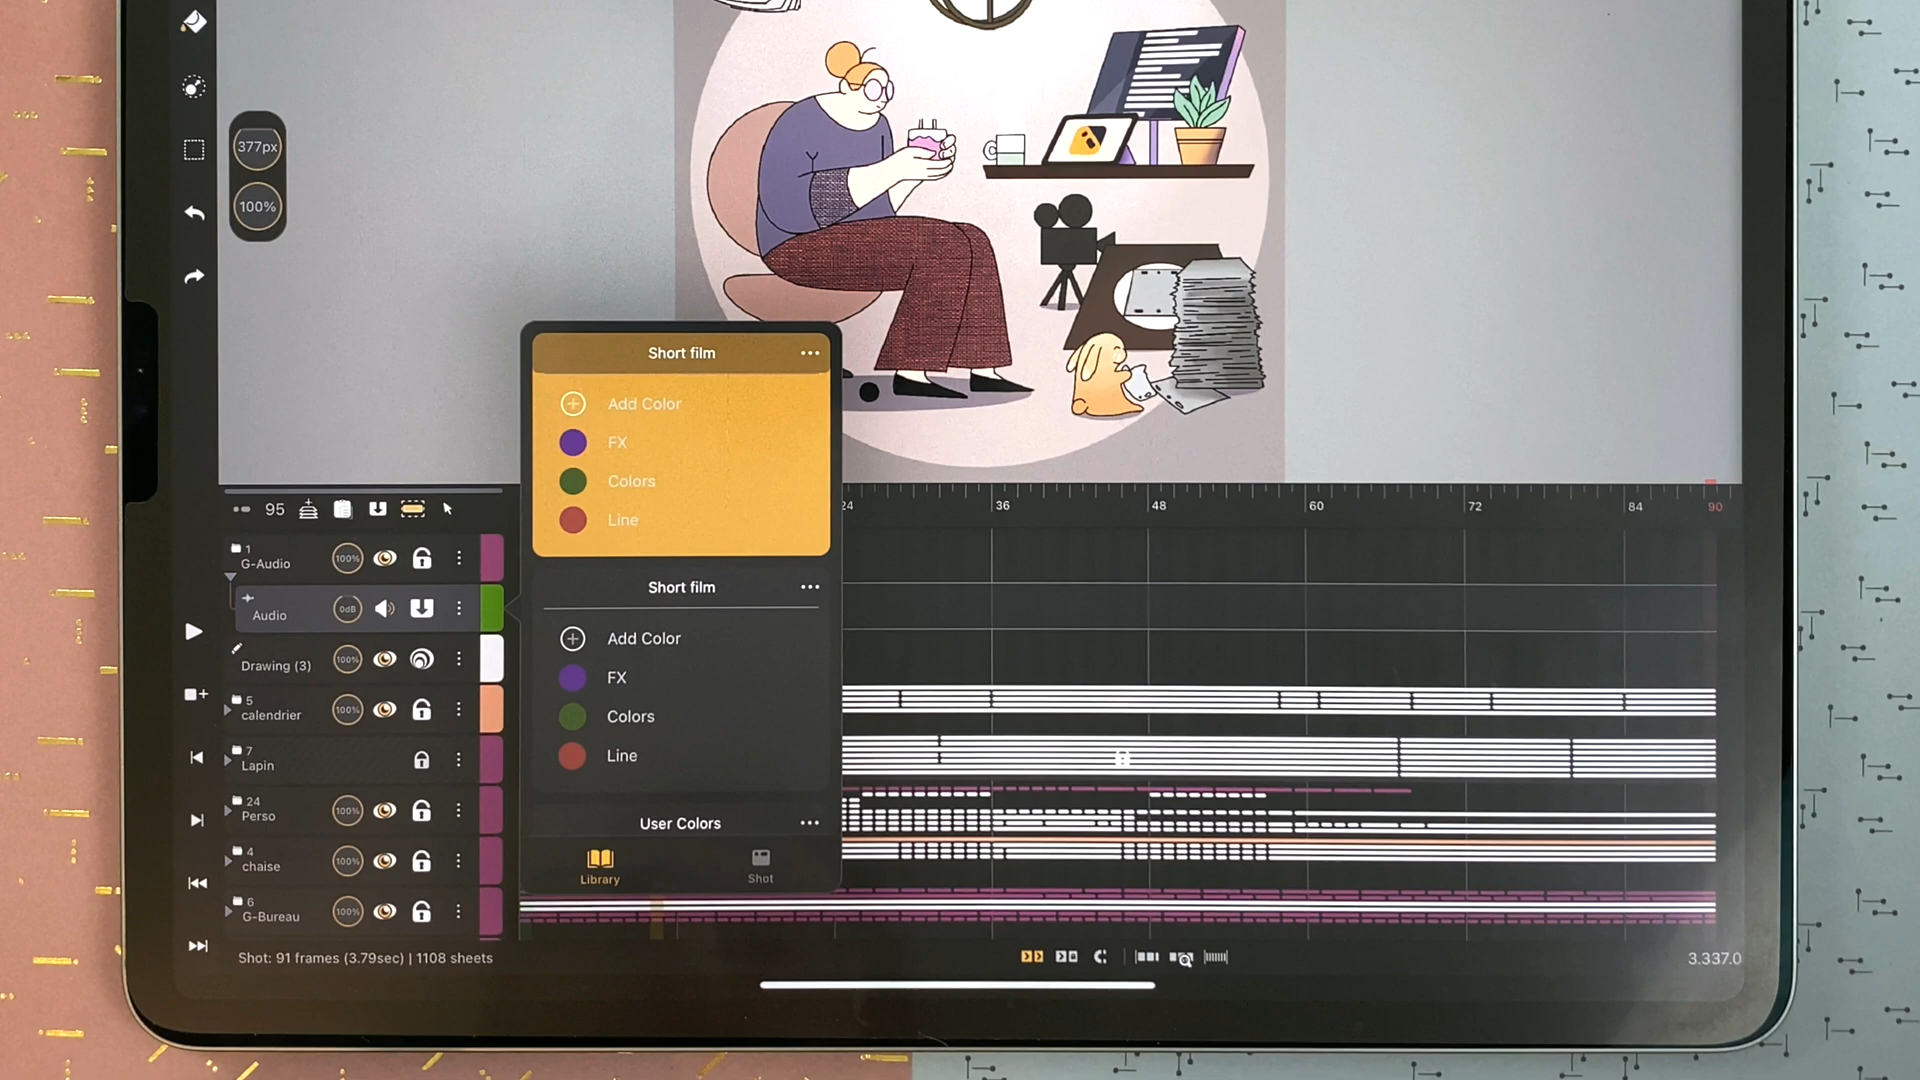 377px
100%
Short film
Add Color
FX
Colors
Line
Short film
Add Color
FX
Colors
Line
User Colors
Library
Shot
95
24
36
48
60
72
84
90
1
G-Audio
100%
Audio
0dB
Drawing (3)
100%
5
calendrier
100%
7
Lapin
24
Perso
100%
4
chaise
100%
6
G-Bureau
100%
Shot: 91 frames (3.79sec) | 1108 sheets
3.337.0